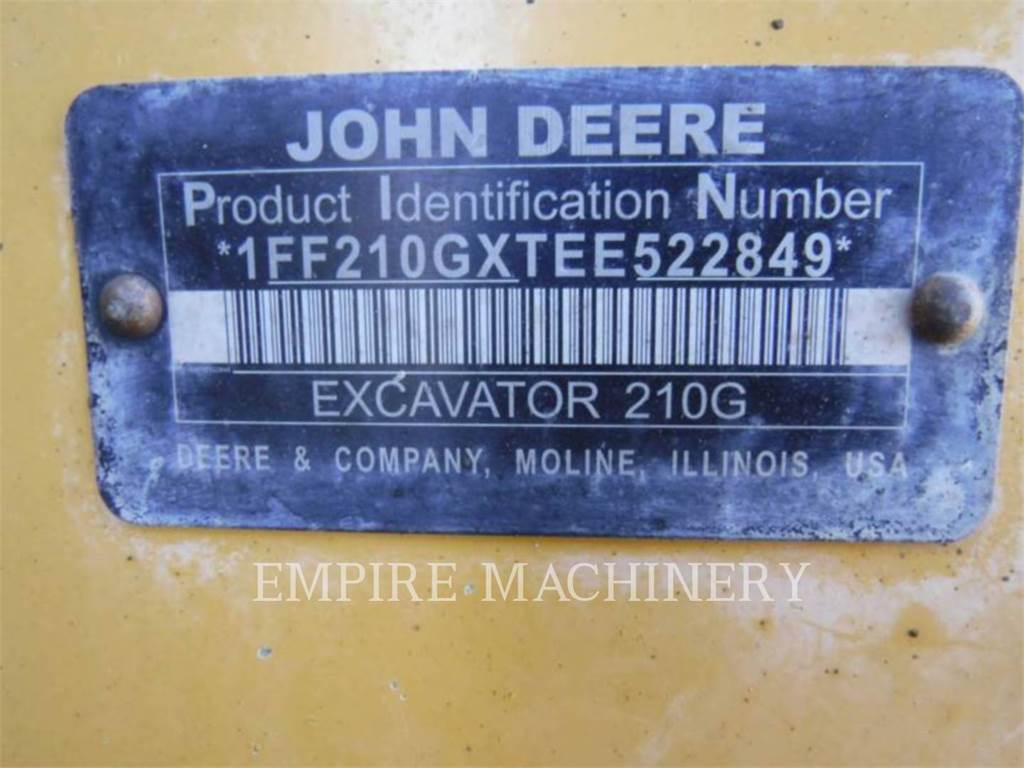 JOHN DEERE
Product Identification Number
*1FF210GXTEE522849*
EXCAVATOR 210G
DEERE & COMPANY, MOLINE, ILLINOIS, USA
EMPIRE MACHINERY